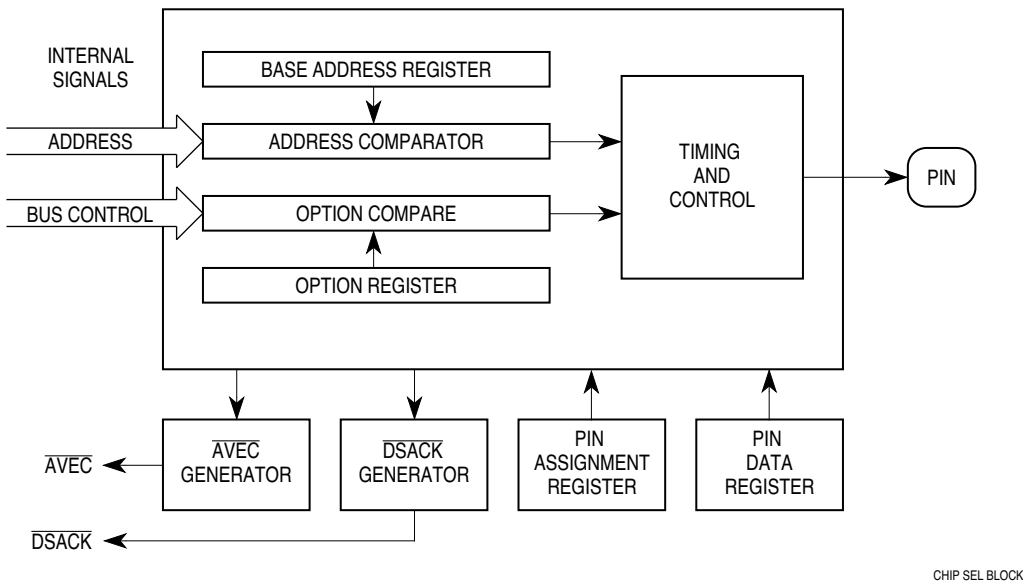 INTERNAL
SIGNALS
BASE ADDRESS REGISTER
ADDRESS
ADDRESS COMPARATOR
TIMING
AND
CONTROL
PIN
BUS CONTROL
OPTION COMPARE
OPTION REGISTER
AVEC
GENERATOR
DSACK
GENERATOR
PIN
ASSIGNMENT
REGISTER
PIN
DATA
REGISTER
AVEC
DSACK
CHIP SEL BLOCK